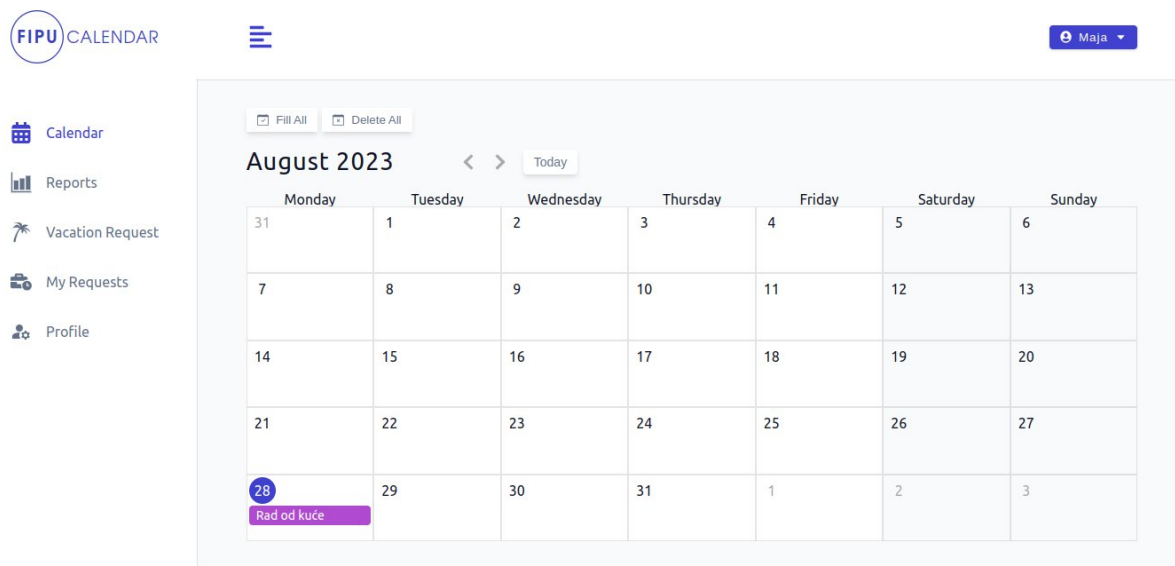 FIPU CALENDAR
Maja
Calendar
Reports
Vacation Request
My Requests
Profile
Fill All Delete All
August 2023 Today
Monday Tuesday Wednesday Thursday Friday Saturday Sunday
31 1 2 3 4 5 6
7 8 9 10 11 12 13
14 15 16 17 18 19 20
21 22 23 24 25 26 27
28 29 30 31 1 2 3
Rad od kuće